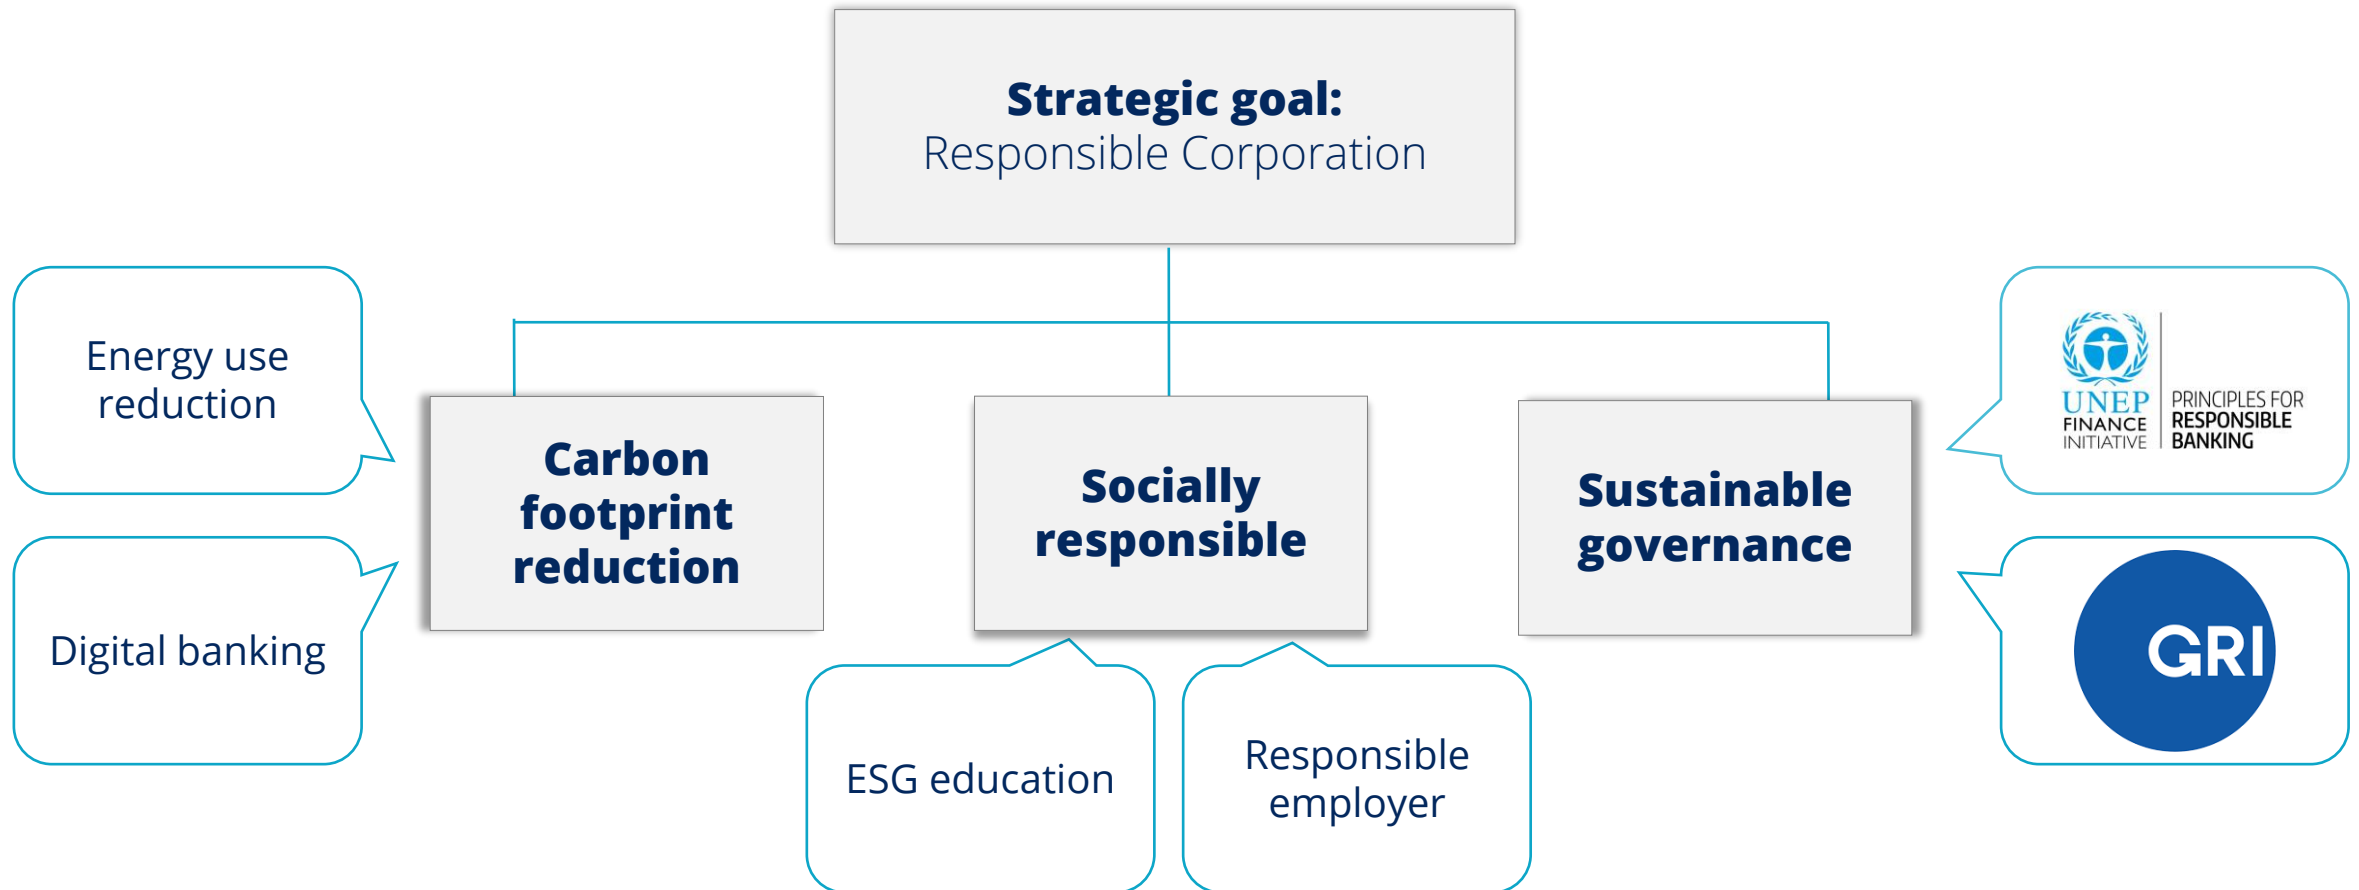 Strategic goal:
Responsible Corporation
Energy use
reduction
Digital banking
Carbon
footprint
reduction
Socially
responsible
ESG education
Responsible
employer
Sustainable
governance
UNEP
FINANCE
INITIATIVE
PRINCIPLES FOR
RESPONSIBLE
BANKING
GRI